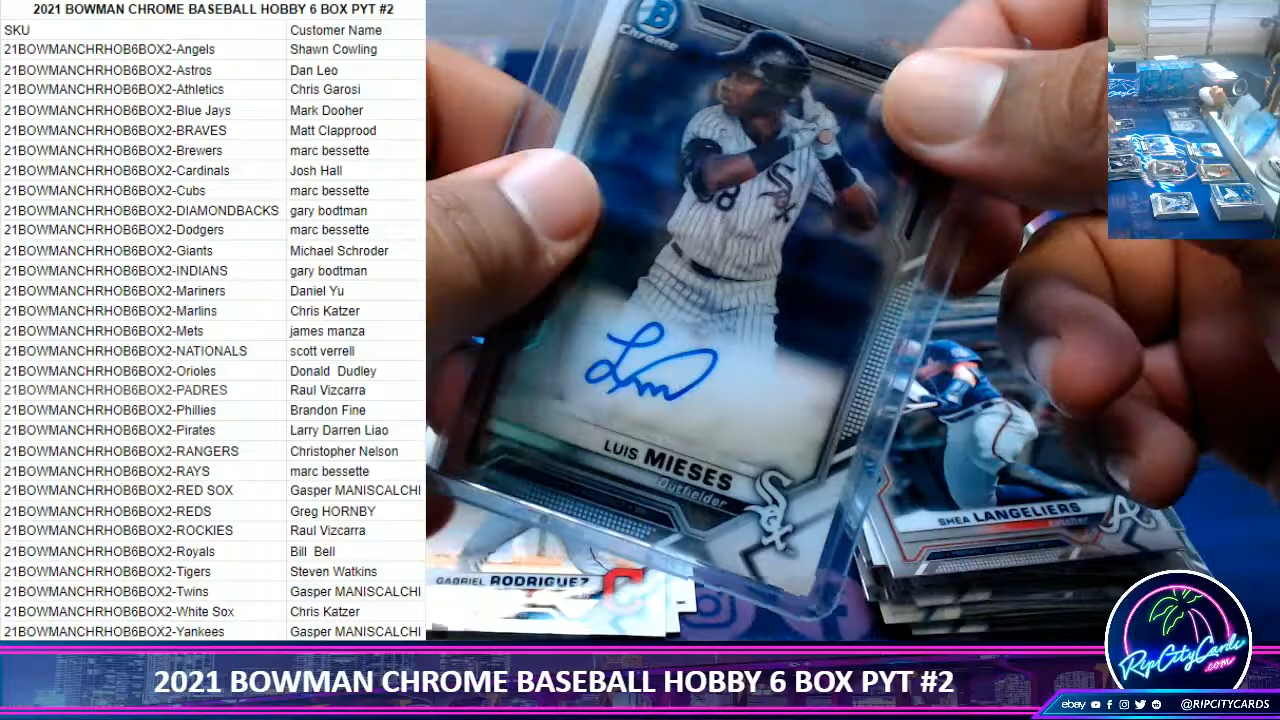 2021 BOWMAN CHROME BASEBALL HOBBY 6 BOX PYT #2
SKU Customer Name
21BOWMANCHRHOB6BOX2-Angels Shawn Cowling
21BOWMANCHRHOB6BOX2-Astros Dan Leo
21BOWMANCHRHOB6BOX2-Athletics Chris Garosi
21BOWMANCHRHOB6BOX2-Blue Jays Mark Dooher
21BOWMANCHRHOB6BOX2-BRAVES Matt Clapprood
21BOWMANCHRHOB6BOX2-Brewers marc bessette
21BOWMANCHRHOB6BOX2-Cardinals Josh Hall
21BOWMANCHRHOB6BOX2-Cubs marc bessette
21BOWMANCHRHOB6BOX2-DIAMONDBACKS gary bodtman
21BOWMANCHRHOB6BOX2-Dodgers marc bessette
21BOWMANCHRHOB6BOX2-Giants Michael Schroder
21BOWMANCHRHOB6BOX2-INDIANS gary bodtman
21BOWMANCHRHOB6BOX2-Mariners Daniel Yu
21BOWMANCHRHOB6BOX2-Marlins Chris Katzer
21BOWMANCHRHOB6BOX2-Mets james manza
21BOWMANCHRHOB6BOX2-NATIONALS scott verrell
21BOWMANCHRHOB6BOX2-Orioles Donald Dudley
21BOWMANCHRHOB6BOX2-PADRES Raul Vizcarra
21BOWMANCHRHOB6BOX2-Phillies Brandon Fine
21BOWMANCHRHOB6BOX2-Pirates Larry Darren Liao
21BOWMANCHRHOB6BOX2-RANGERS Christopher Nelson
21BOWMANCHRHOB6BOX2-RAYS marc bessette
21BOWMANCHRHOB6BOX2-RED SOX Gasper MANISCALCHI
21BOWMANCHRHOB6BOX2-REDS Greg HORNBY
21BOWMANCHRHOB6BOX2-ROCKIES Raul Vizcarra
21BOWMANCHRHOB6BOX2-Royals Bill Bell
21BOWMANCHRHOB6BOX2-Tigers Steven Watkins
21BOWMANCHRHOB6BOX2-Twins Gasper MANISCALCHI
21BOWMANCHRHOB6BOX2-White Sox Chris Katzer
21BOWMANCHRHOB6BOX2-Yankees Gasper MANISCALCHI
B
Chrome
Sox
LUIS MIESES
Outfielder
Sox
SHEA LANGELIERS
Catcher
A
GABRIEL RODRIGUEZ C
2021 BOWMAN CHROME BASEBALL HOBBY 6 BOX PYT #2
RipCityCards
.com
ebay @RIPCITYCARDS